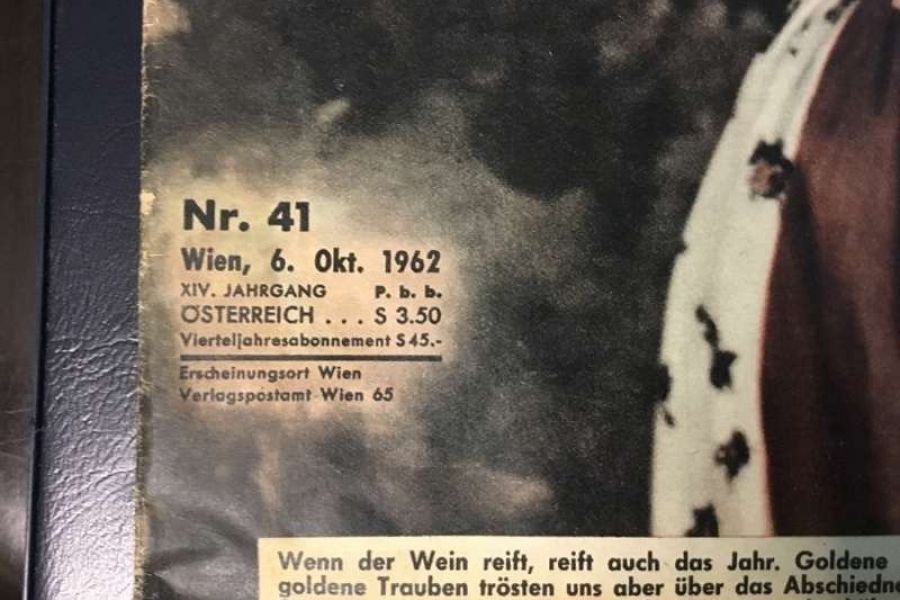 Nr. 41
Wien, 6. Okt. 1962
XIV. JAHRGANG P. b. b.
ÖSTERREICH . . . S 3.50
Vierteljahresabonnement S 45.-
Erscheinungsort Wien
Verlagspostamt Wien 65
Wenn der Wein reift, reift auch das Jahr. Goldene
goldene Trauben trösten uns aber über das